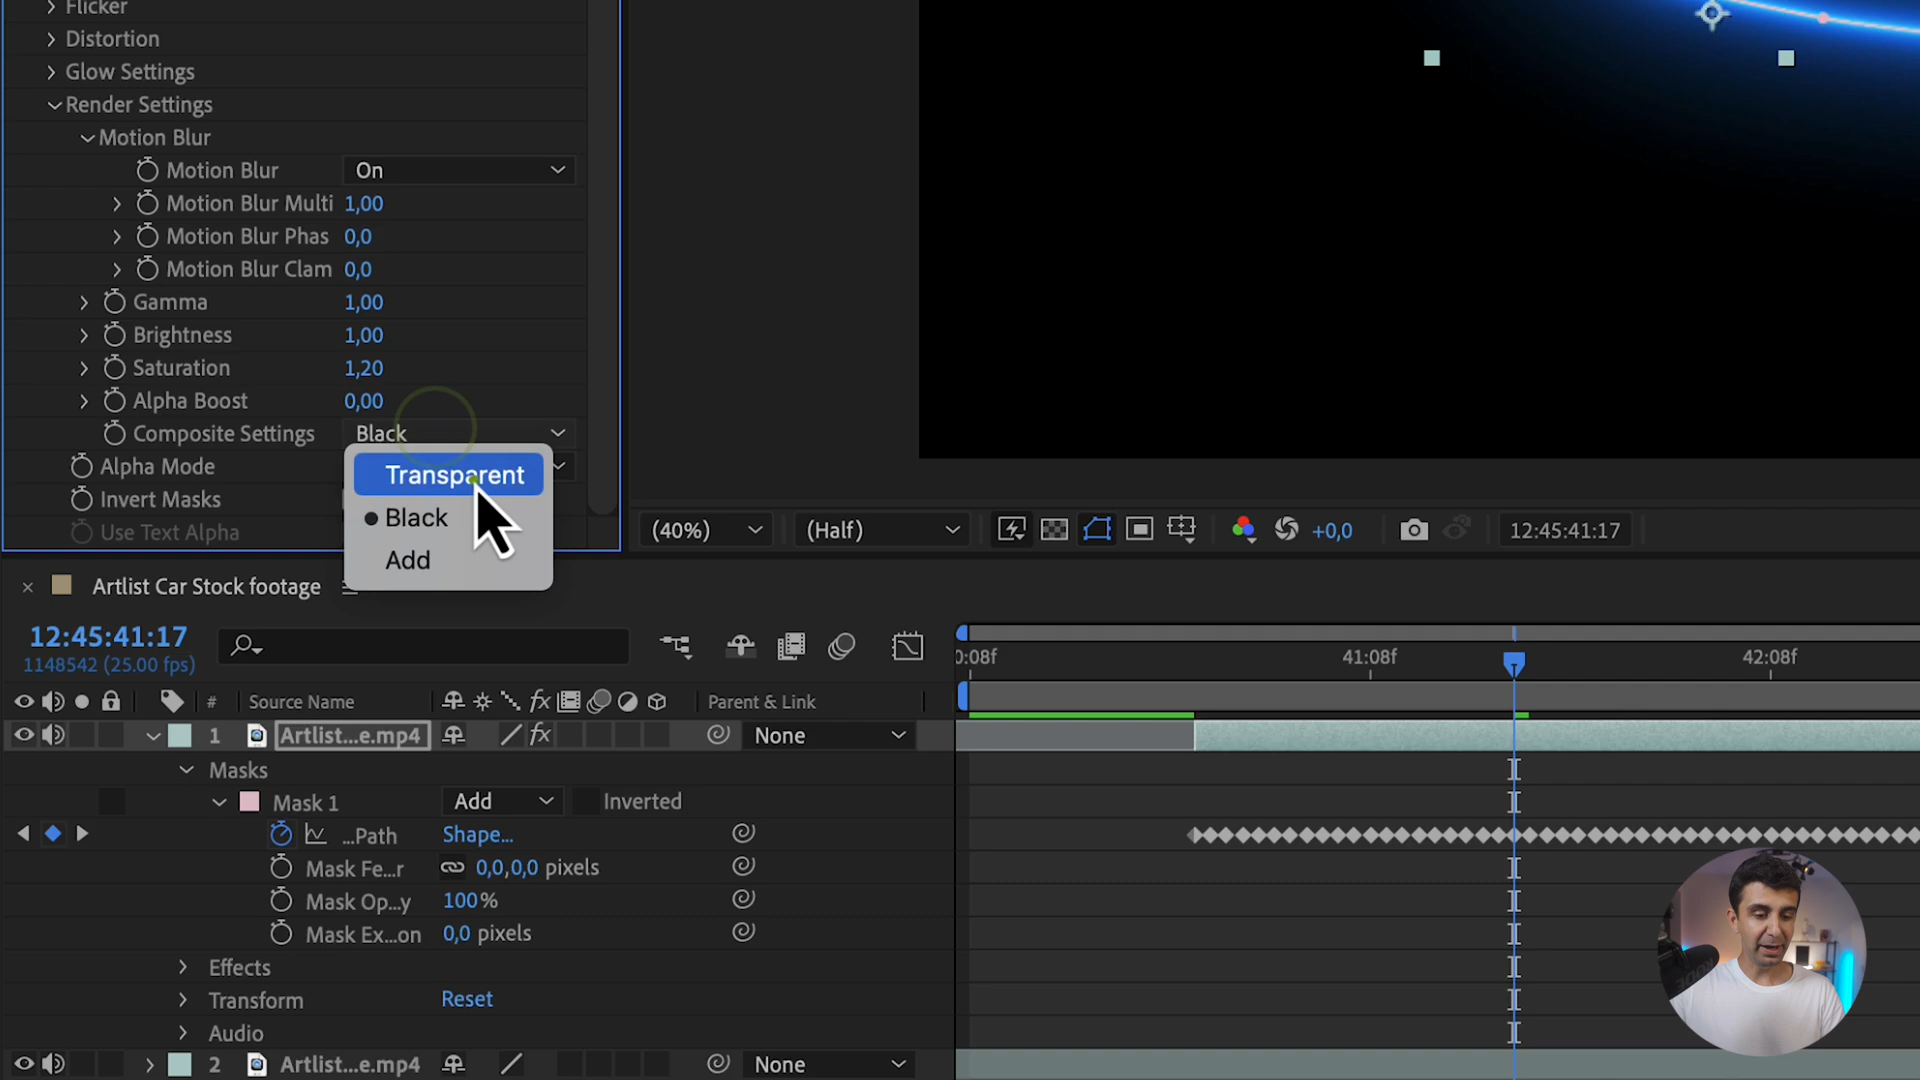 Flicker
Distortion
Glow Settings
Render Settings
Motion Blur
Motion Blur On
Motion Blur Multi 1,00
Motion Blur Phas 0,0
Motion Blur Clam 0,0
Gamma 1,00
Brightness 1,00
Saturation 1,20
Alpha Boost 0,00
Composite Settings Black
Alpha Mode
Transparent
Invert Masks
Black
Use Text Alpha
Add
(40%) (Half) +0,0 12:45:41:17
Artlist Car Stock footage
12:45:41:17
1148542 (25.00 fps)
0:08f 41:08f 42:08f
# Source Name fx Parent & Link
1 Artlist...e.mp4 fx None
Masks
Mask 1 Add Inverted
...Path Shape...
Mask Fe...r 0,0,0,0 pixels
Mask Op...y 100%
Mask Ex...on 0,0 pixels
Effects
Transform Reset
Audio
2 Artlist...e.mp4 None